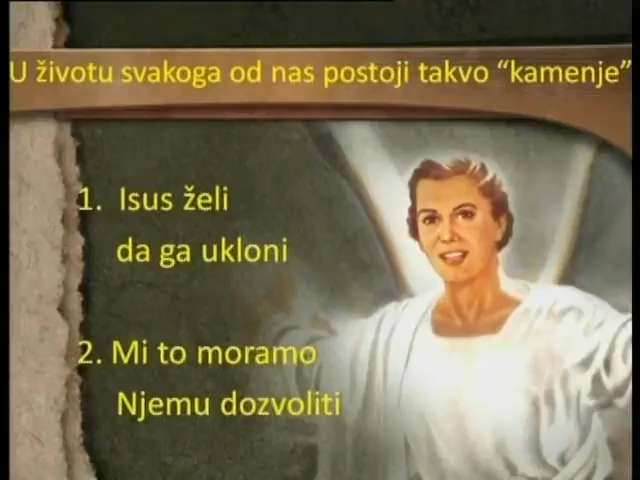 U životu svakoga od nas postoji takvo “kamenje”
1. Isus želi
da ga ukloni
2. Mi to moramo
Njemu dozvoliti